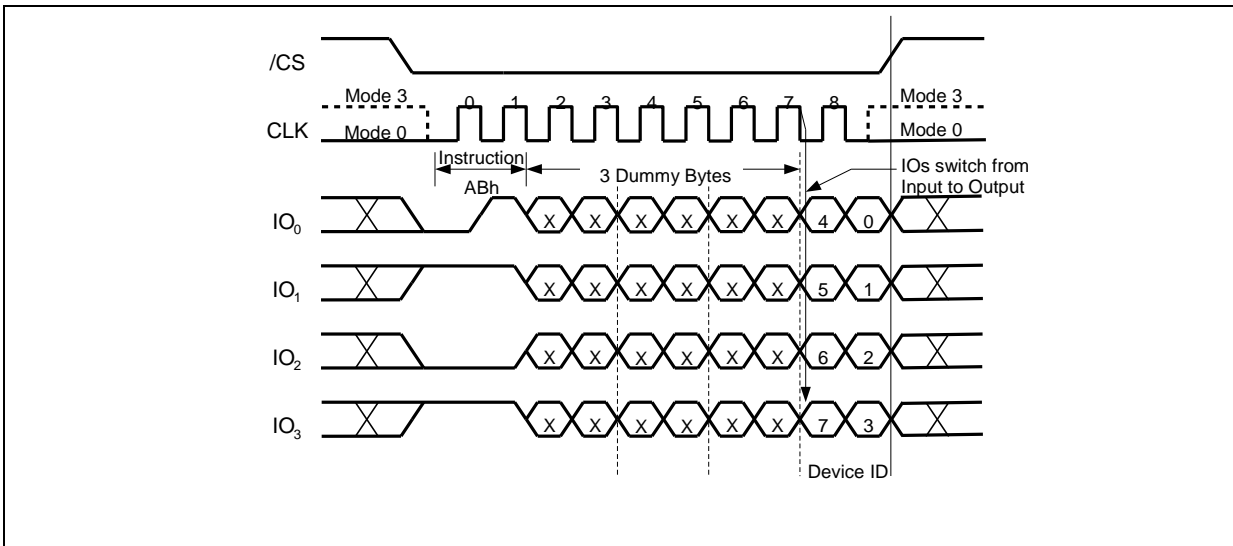 /CS
Mode 3
0 1 2 3 4 5 6 7 8
Mode 3
CLK
Mode 0
Mode 0
Instruction
ABh
3 Dummy Bytes
IOs switch from
Input to Output
IO0 X X X X X X 4 0
IO1 X X X X X X 5 1
IO2 X X X X X X 6 2
IO3 X X X X X X 7 3
Device ID